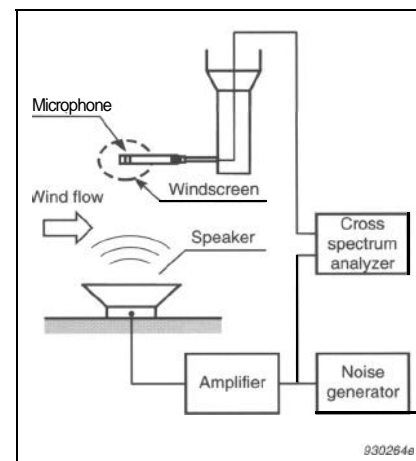 Microphone
Windscreen
Wind flow
Speaker
Cross
spectrum
analyzer
Amplifier
Noise
generator
930264e